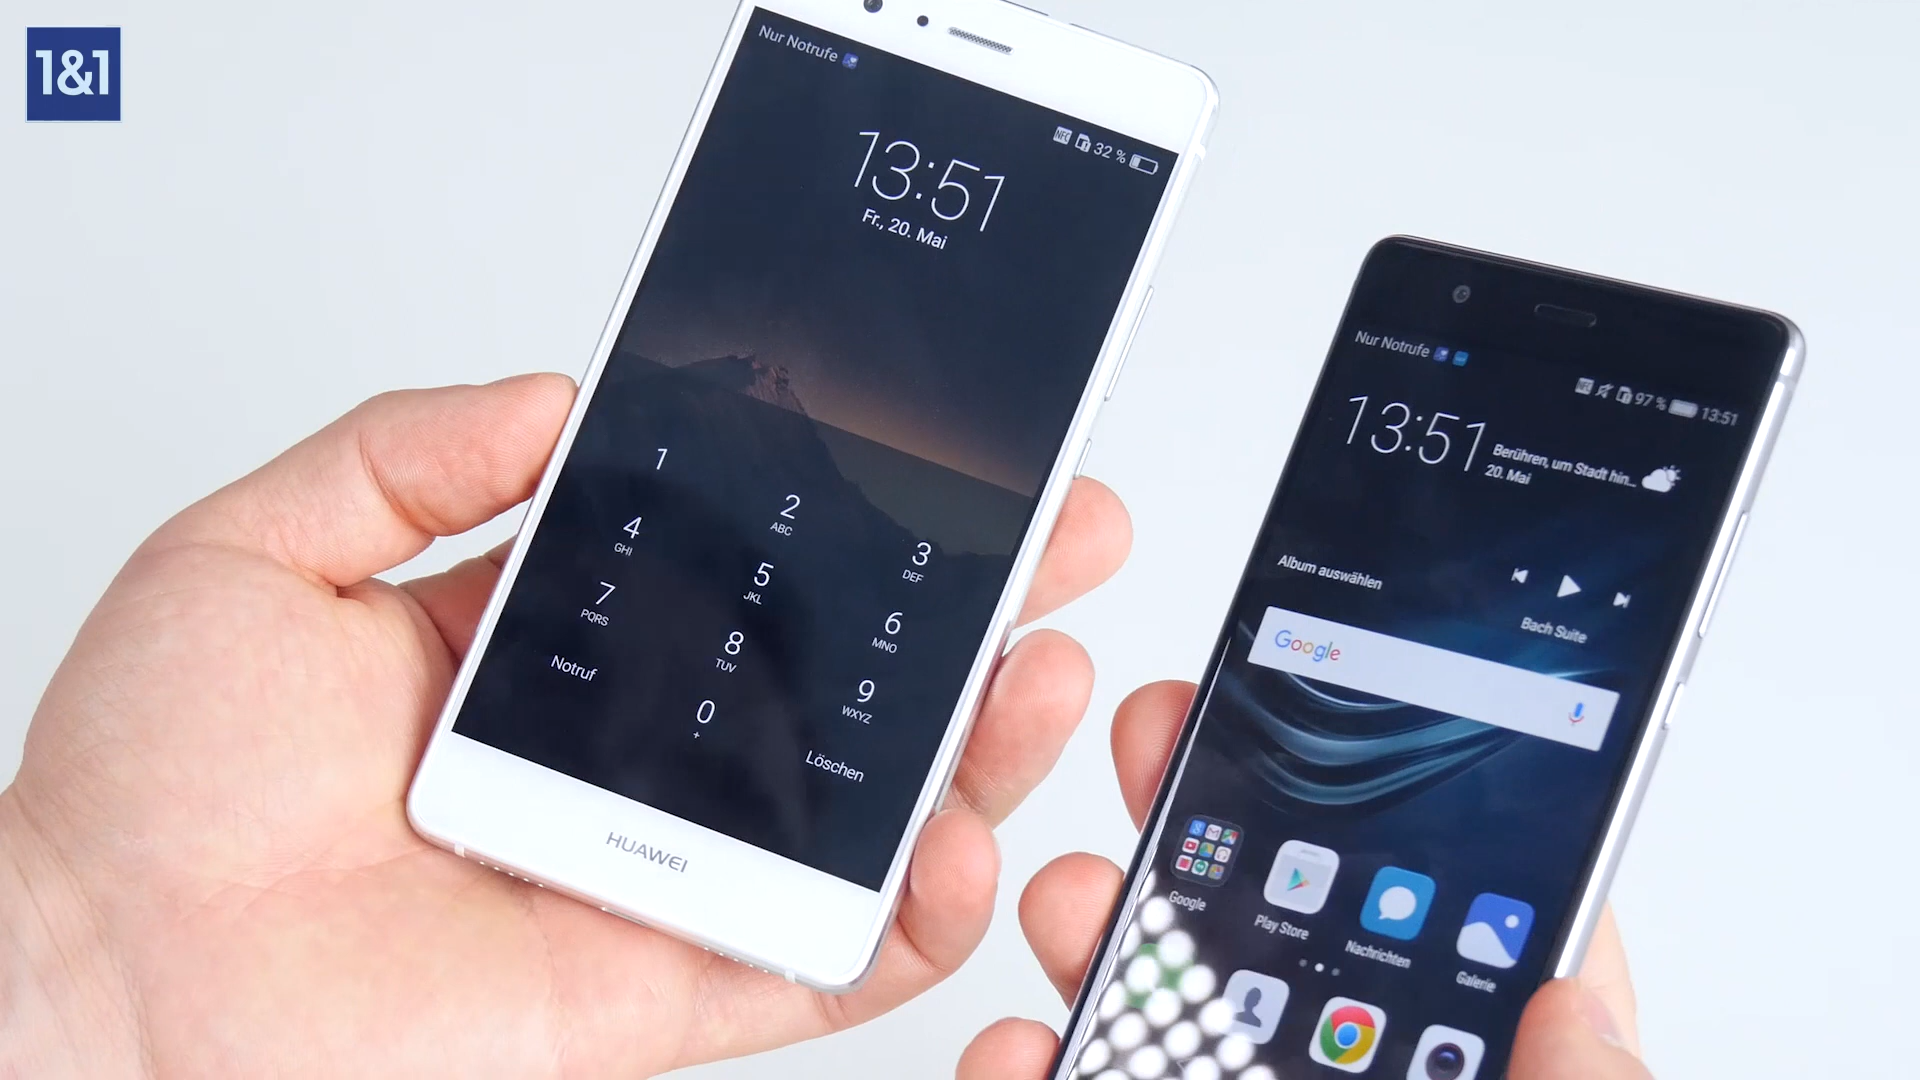 1&1
Nur Notrufe
NFC 32 %
13:51
Fr., 20. Mai
1
2
ABC
3
DEF
4
GHI
5
JKL
6
MNO
7
PQRS
8
TUV
9
WXYZ
Notruf
0
+
Löschen
HUAWEI
Nur Notrufe
NFC 97 % 13:51
13:51
Berühren, um Stadt hin...
20. Mai
Album auswählen
Bach Suite
Google
Google
Play Store
Nachrichten
Galerie